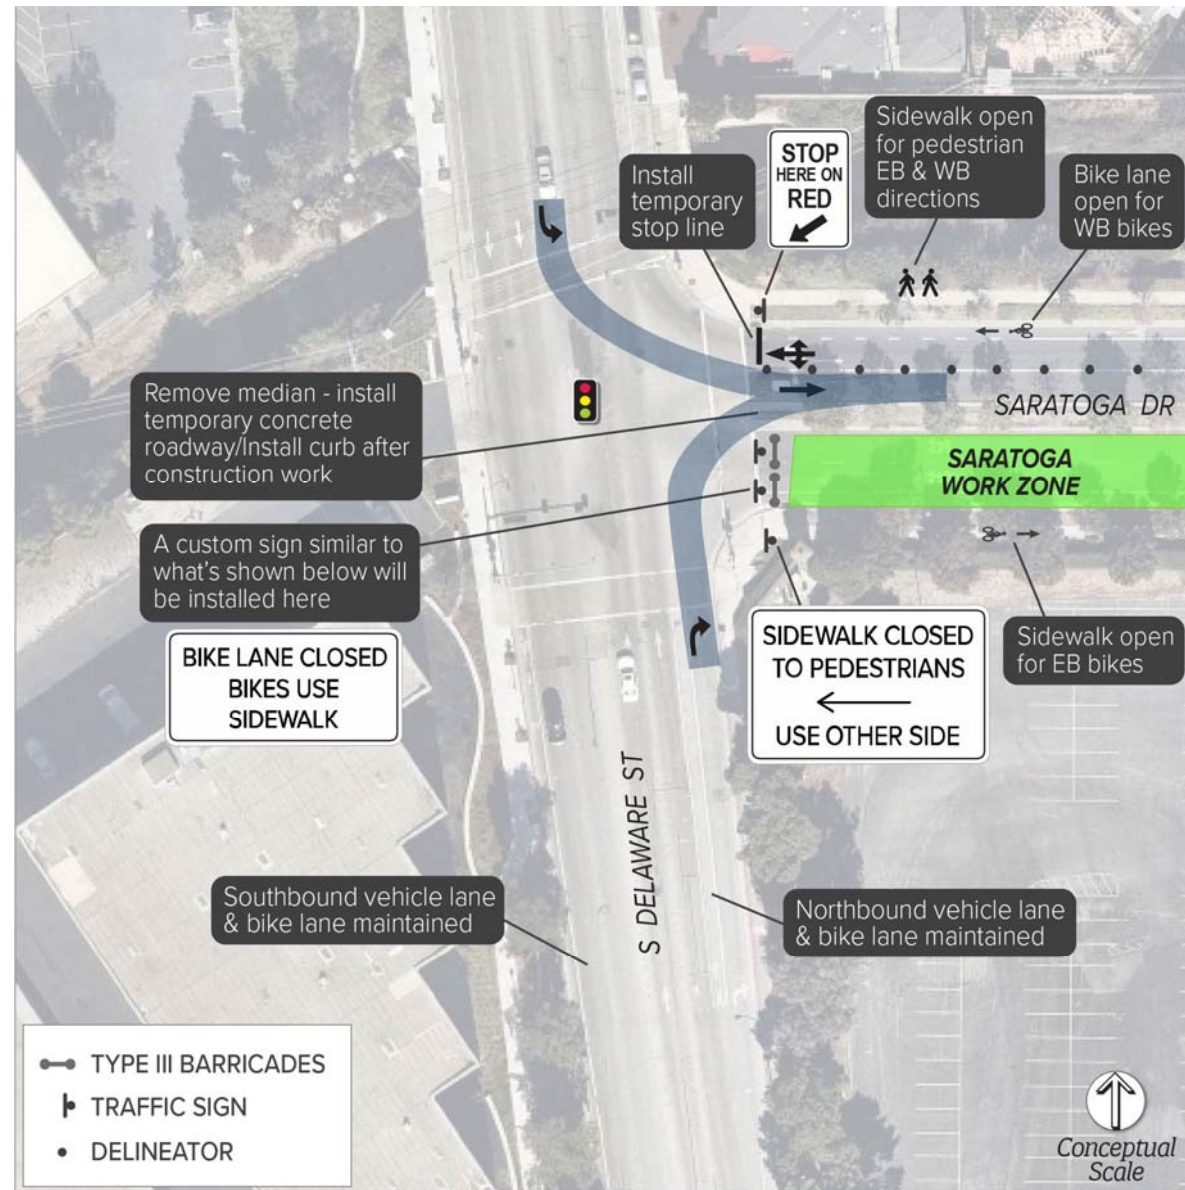 Sidewalk open
for pedestrian
EB & WB
directions
STOP
HERE ON
RED
Install
temporary
stop line
Bike lane
open for
WB bikes
Remove median - install
temporary concrete
roadway/Install curb after
construction work
SARATOGA DR
SARATOGA
WORK ZONE
A custom sign similar to
what's shown below will
be installed here
BIKE LANE CLOSED
BIKES USE
SIDEWALK
SIDEWALK CLOSED
TO PEDESTRIANS
USE OTHER SIDE
Sidewalk open
for EB bikes
S DELAWARE ST
Southbound vehicle lane
& bike lane maintained
Northbound vehicle lane
& bike lane maintained
TYPE III BARRICADES
TRAFFIC SIGN
DELINEATOR
Conceptual
Scale